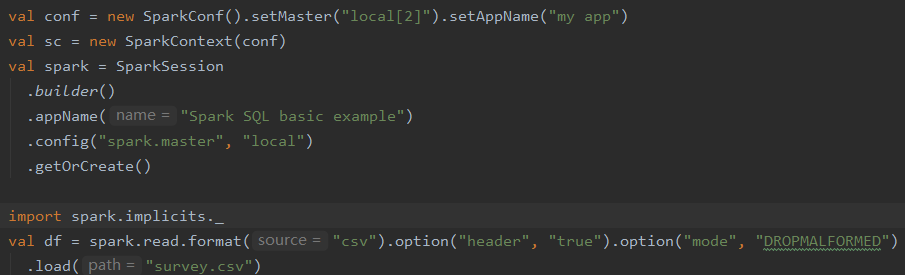 val conf = new SparkConf().setMaster("local[2]").setAppName("my app")
val sc = new SparkContext(conf)
val spark = SparkSession
  .builder()
  .appName( name = "Spark SQL basic example")
  .config("spark.master", "local")
  .getOrCreate()

import spark.implicits._
val df = spark.read.format( source = "csv").option("header", "true").option("mode", "DROPMALFORMED")
  .load( path = "survey.csv")